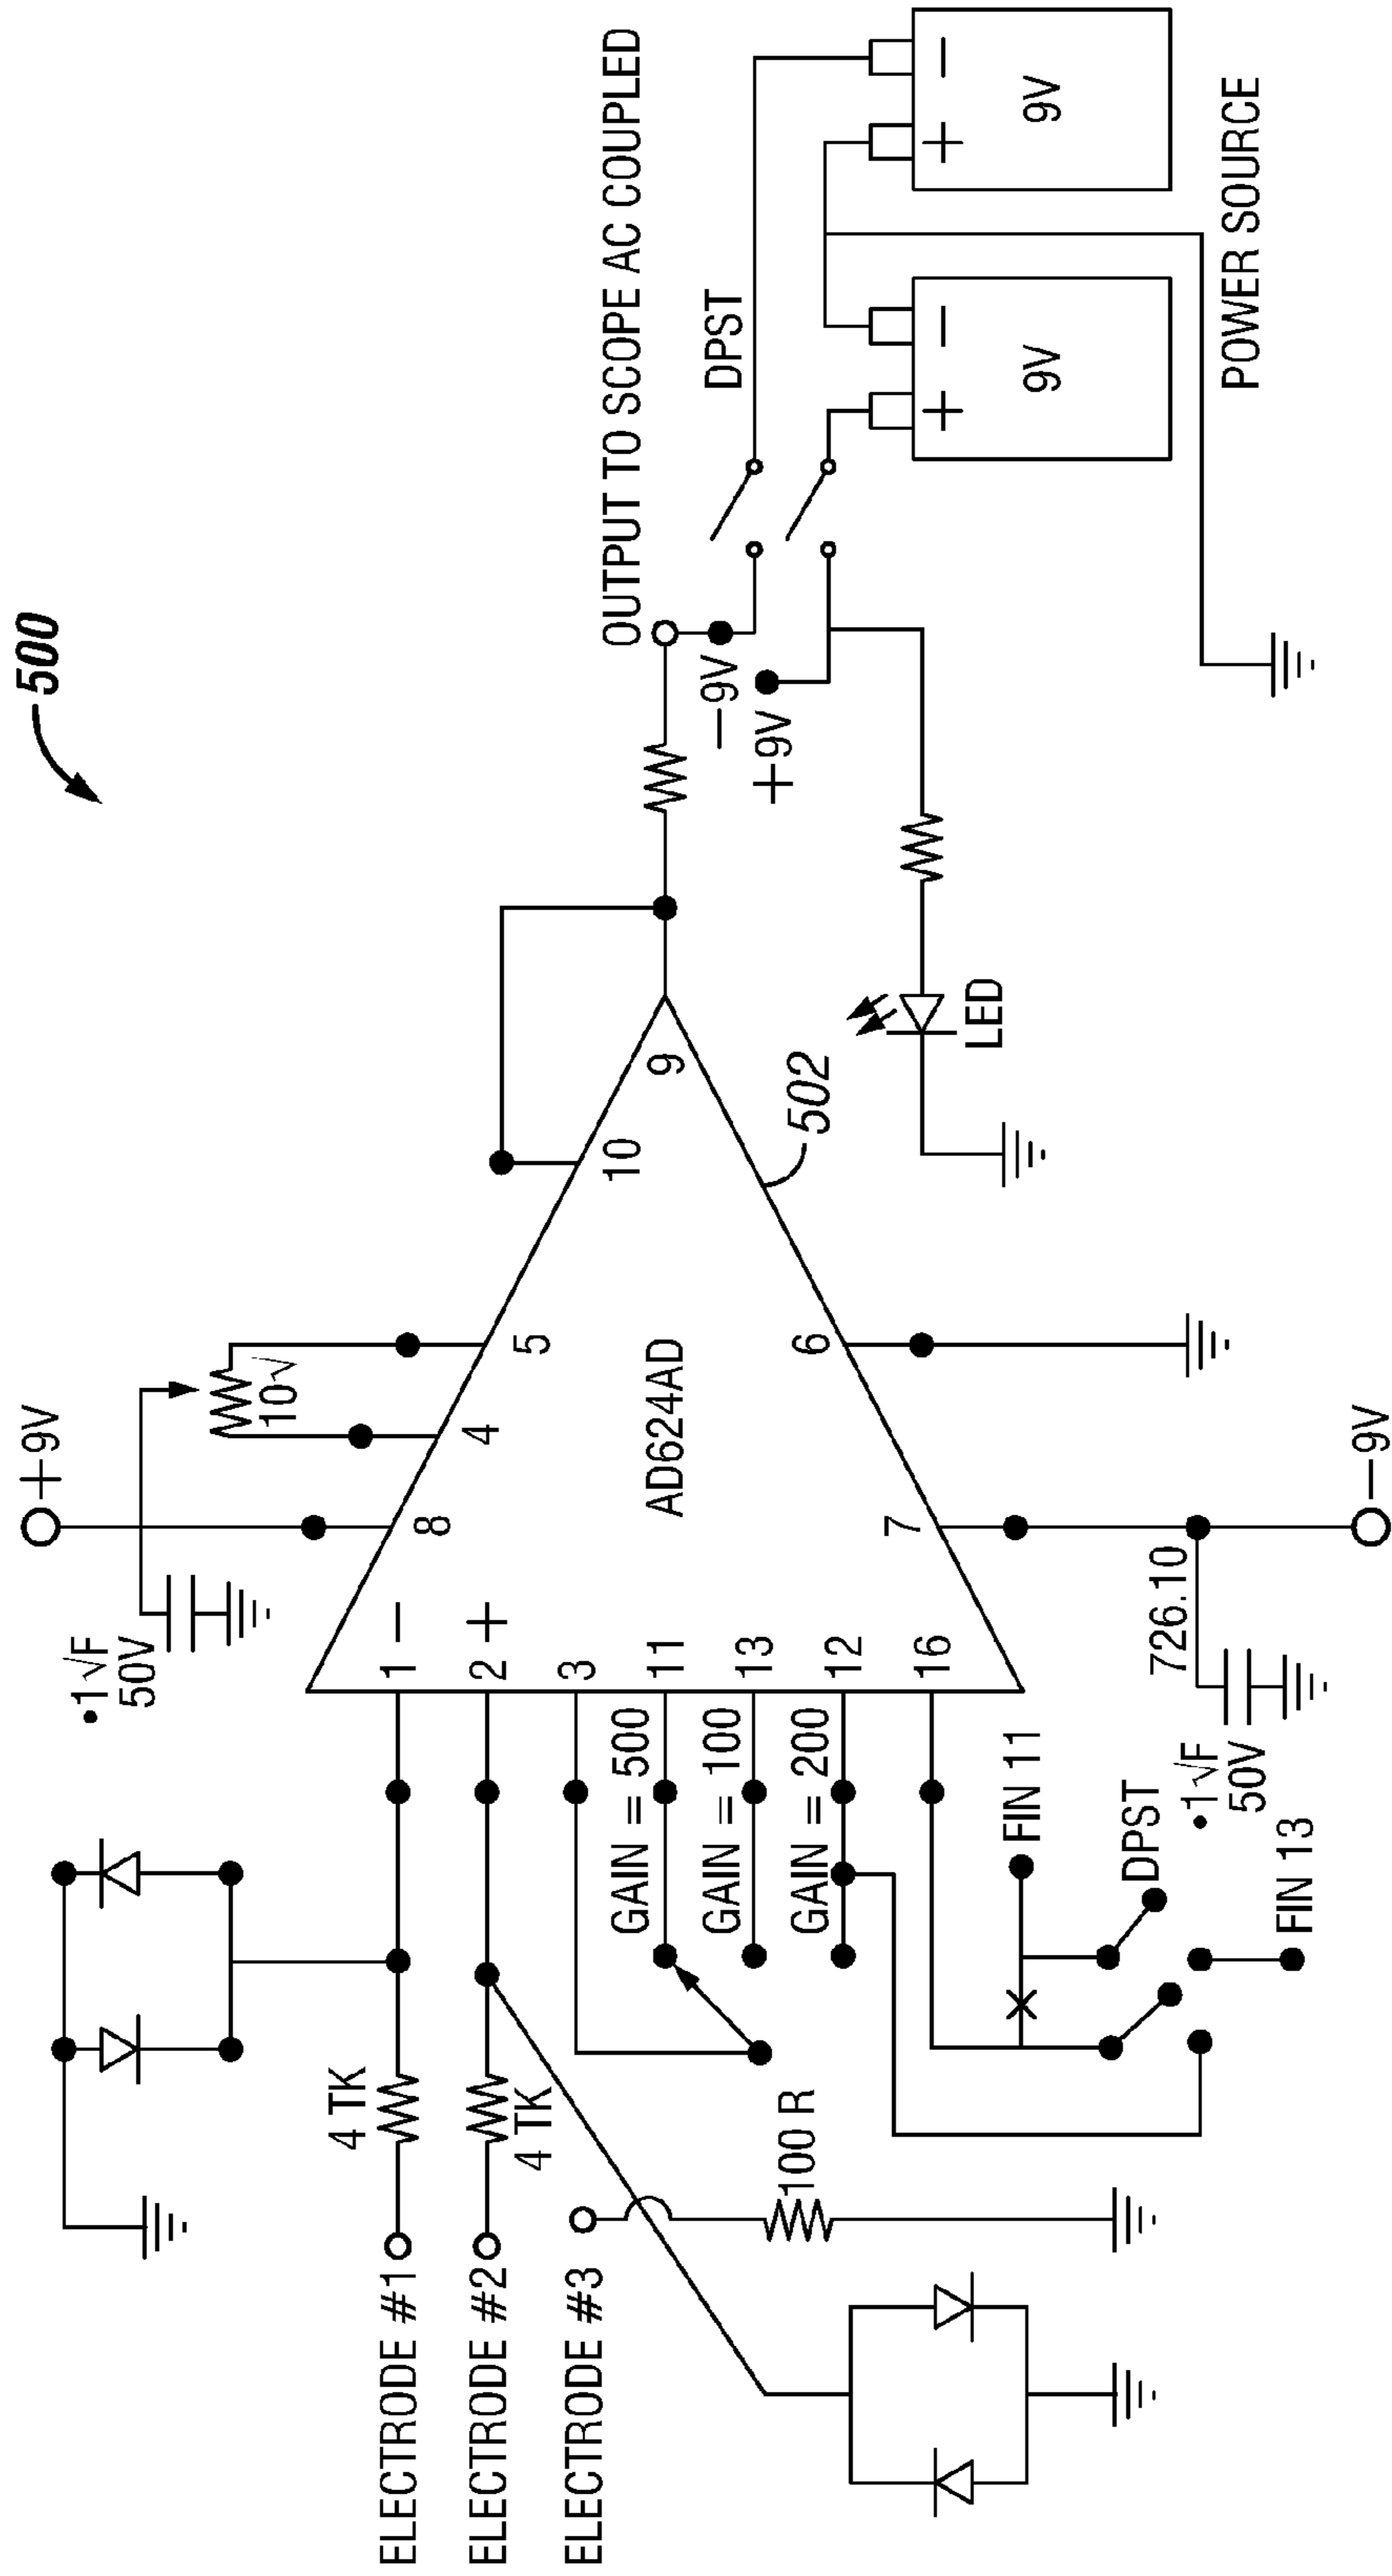 500
+9V
•1√F
50V
10√
OUTPUT TO SCOPE AC COUPLED
4 TK
ELECTRODE #1
1 −
8
4
5
10
9
ELECTRODE #2
4 TK
2 +
ELECTRODE #3
3
GAIN = 500
11
AD624AD
−9V
DPST
GAIN = 100
13
+9V
100 R
GAIN = 200
12
7
6
502
16
LED
+ −
9V
+ −
9V
FIN 11
DPST
726.10
•1√F
50V
POWER SOURCE
FIN 13
−9V